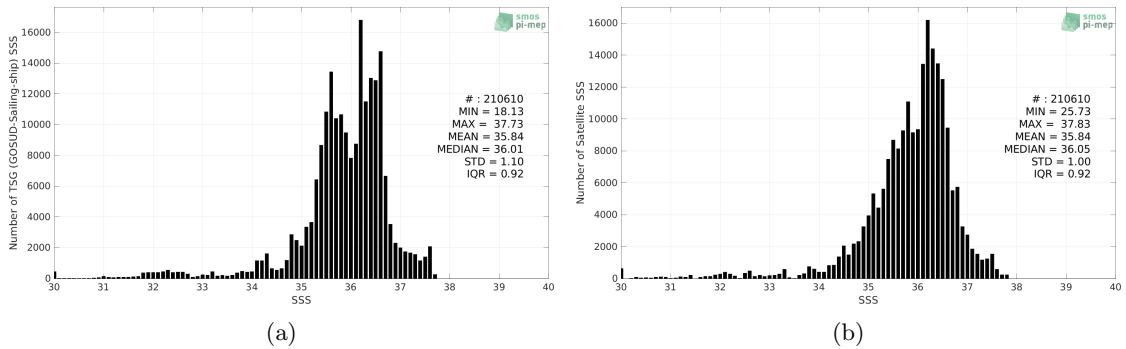 smos
pi-mep
Number of TSG (GOSUD-Sailing-ship) SSS
16000
14000
12000
10000
8000
6000
4000
2000
0
# : 210610
MIN = 18.13
MAX = 37.73
MEAN = 35.84
MEDIAN = 36.01
STD = 1.10
IQR = 0.92
30 31 32 33 34 35 36 37 38 39 40
SSS
(a)
smos
pi-mep
Number of Satellite SSS
16000
14000
12000
10000
8000
6000
4000
2000
0
# : 210610
MIN = 25.73
MAX = 37.83
MEAN = 35.84
MEDIAN = 36.05
STD = 1.00
IQR = 0.92
30 31 32 33 34 35 36 37 38 39 40
SSS
(b)